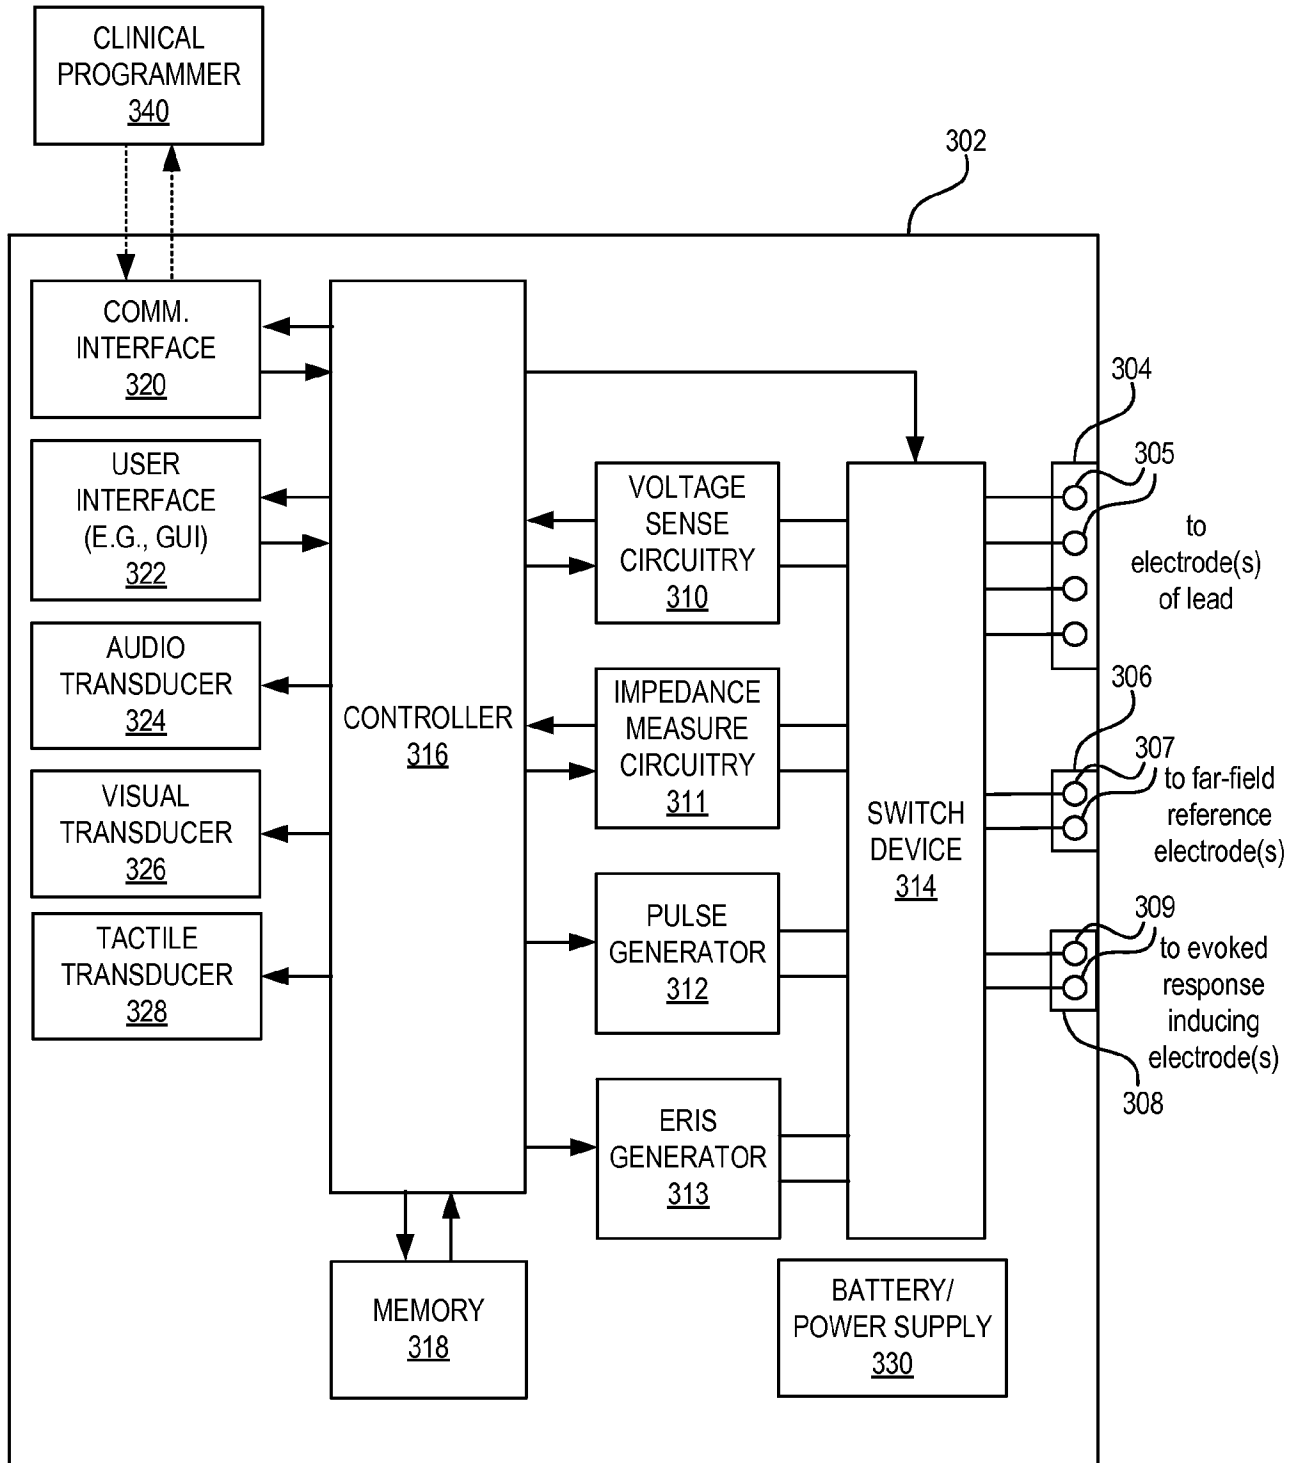 CLINICAL
PROGRAMMER
340
302
COMM.
INTERFACE
320
USER
INTERFACE
(E.G., GUI)
322
AUDIO
TRANSDUCER
324
VISUAL
TRANSDUCER
326
TACTILE
TRANSDUCER
328
CONTROLLER
316
MEMORY
318
VOLTAGE
SENSE
CIRCUITRY
310
IMPEDANCE
MEASURE
CIRCUITRY
311
PULSE
GENERATOR
312
ERIS
GENERATOR
313
SWITCH
DEVICE
314
BATTERY/
POWER SUPPLY
330
304
305
to
electrode(s)
of lead
306
307
to far-field
reference
electrode(s)
309
to evoked
response
inducing
electrode(s)
308